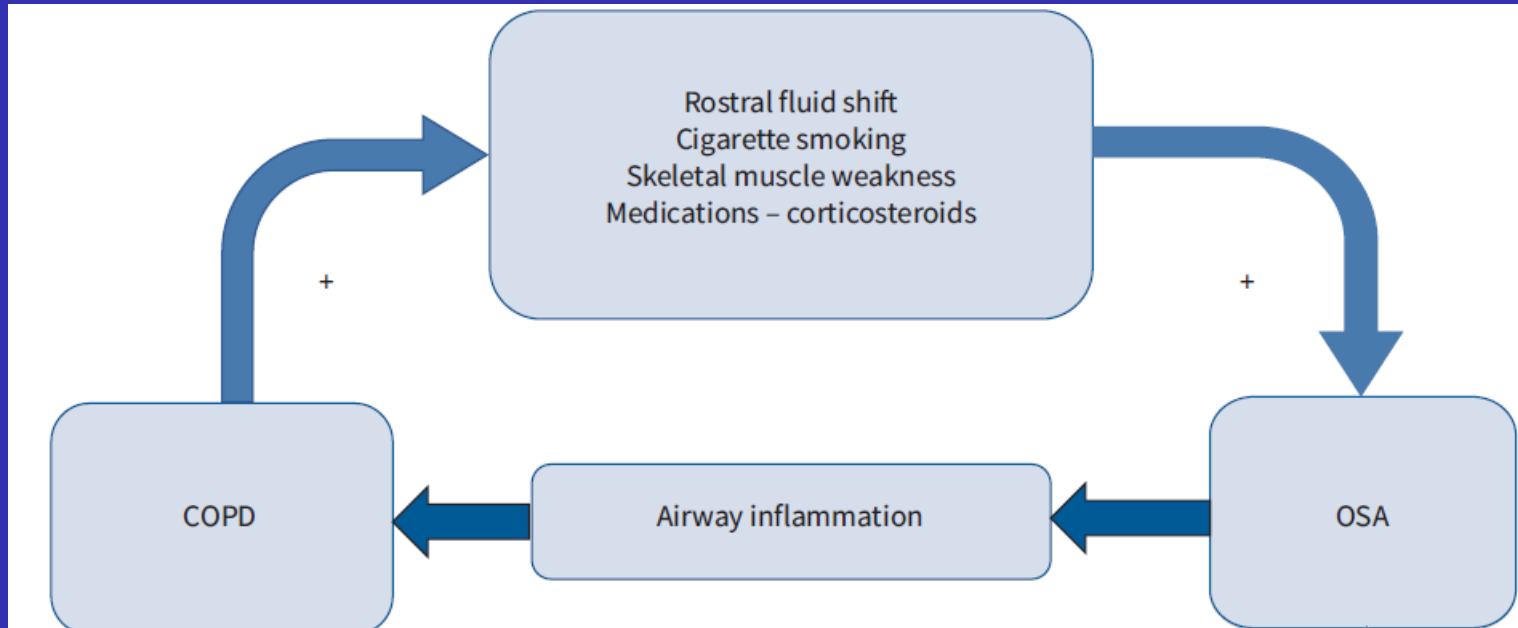 Rostral fluid shift
Cigarette smoking
Skeletal muscle weakness
Medications – corticosteroids
+
+
COPD
Airway inflammation
OSA